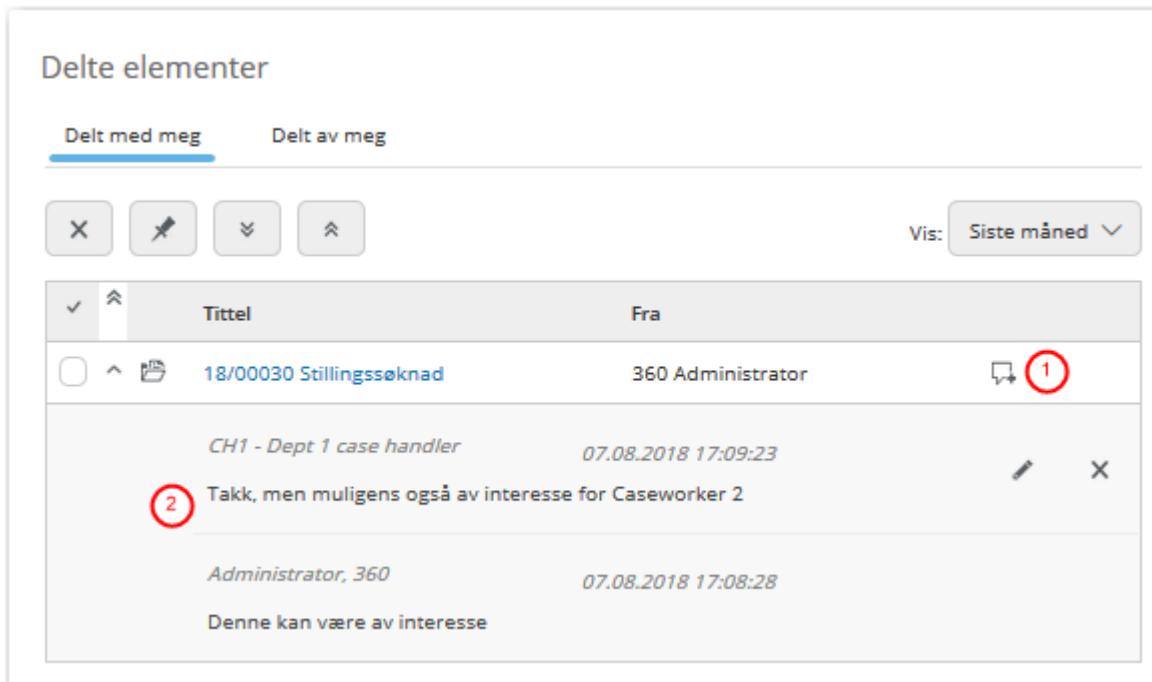 Delte elementer
Delt med meg Delt av meg
Vis: Siste måned
Tittel Fra
18/00030 Stillingssøknad 360 Administrator 1
CH1 - Dept 1 case handler 07.08.2018 17:09:23
2 Takk, men muligens også av interesse for Caseworker 2
Administrator, 360 07.08.2018 17:08:28
Denne kan være av interesse